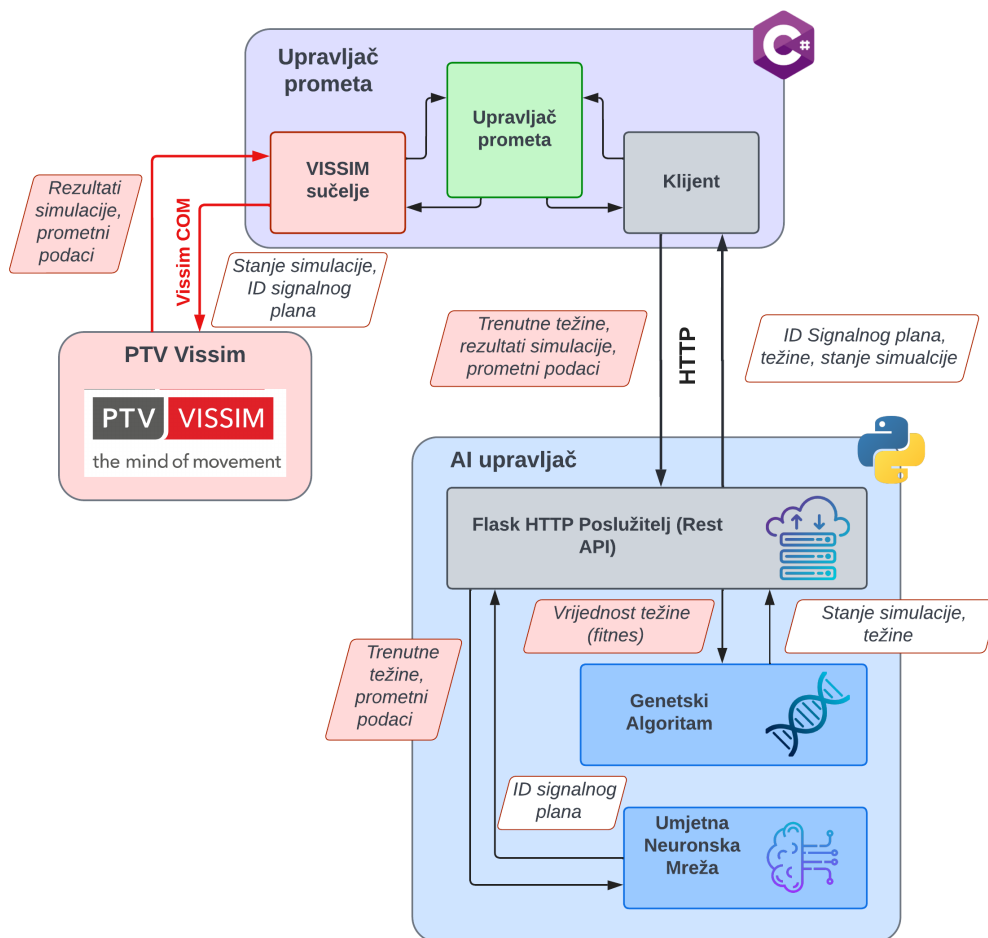 C#
Upravljač
prometa
Upravljač
prometa
VISSIM
sučelje
Klijent
Rezultati
simulacije,
prometni
podaci
Vissim COM
Stanje simulacije,
ID signalnog
plana
PTV Vissim
PTV VISSIM
the mind of movement
Trenutne težine,
rezultati simulacije,
prometni podaci
HTTP
ID Signalnog plana,
težine, stanje simualcije
AI upravljač
Flask HTTP Poslužitelj (Rest
API)
Vrijednost težine
(fitnes)
Stanje simulacije,
težine
Trenutne
težine,
prometni
podaci
Genetski
Algoritam
ID signalnog
plana
Umjetna
Neuronska
Mreža